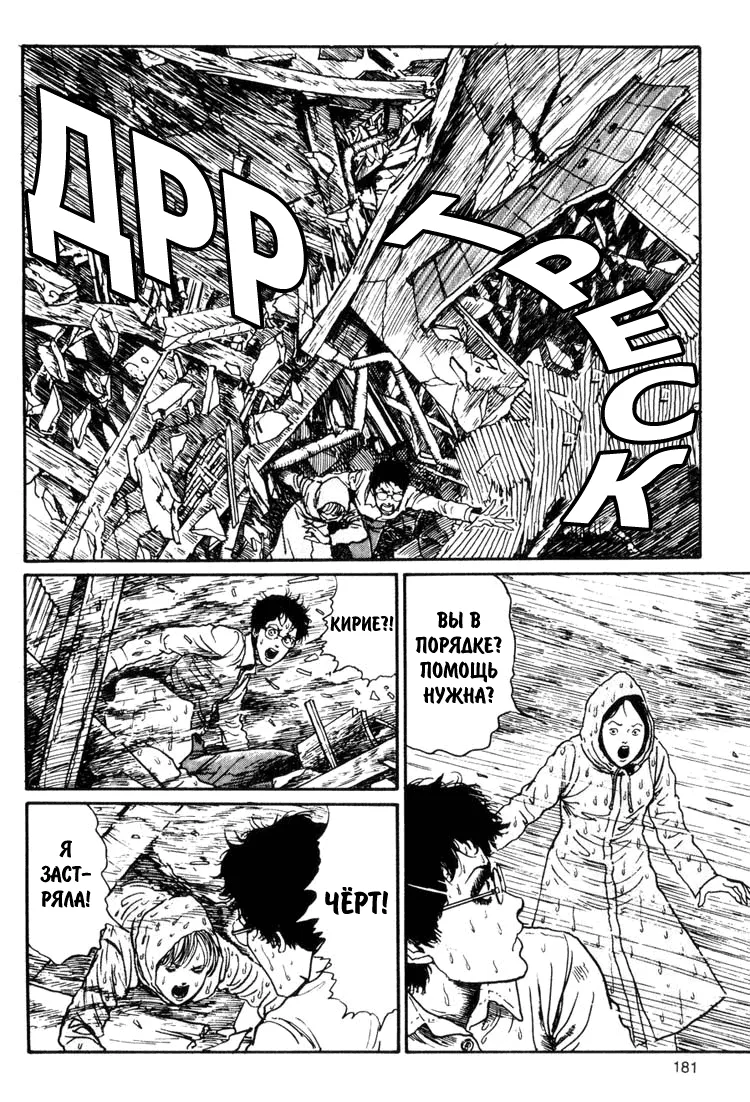 ДРР
ТРЕСК
КИРИЕ?!
Я
ЗАСТ-
РЯЛА!
ЧЁРТ!
ВЫ В
ПОРЯДКЕ?
ПОМОЩЬ
НУЖНА?
181